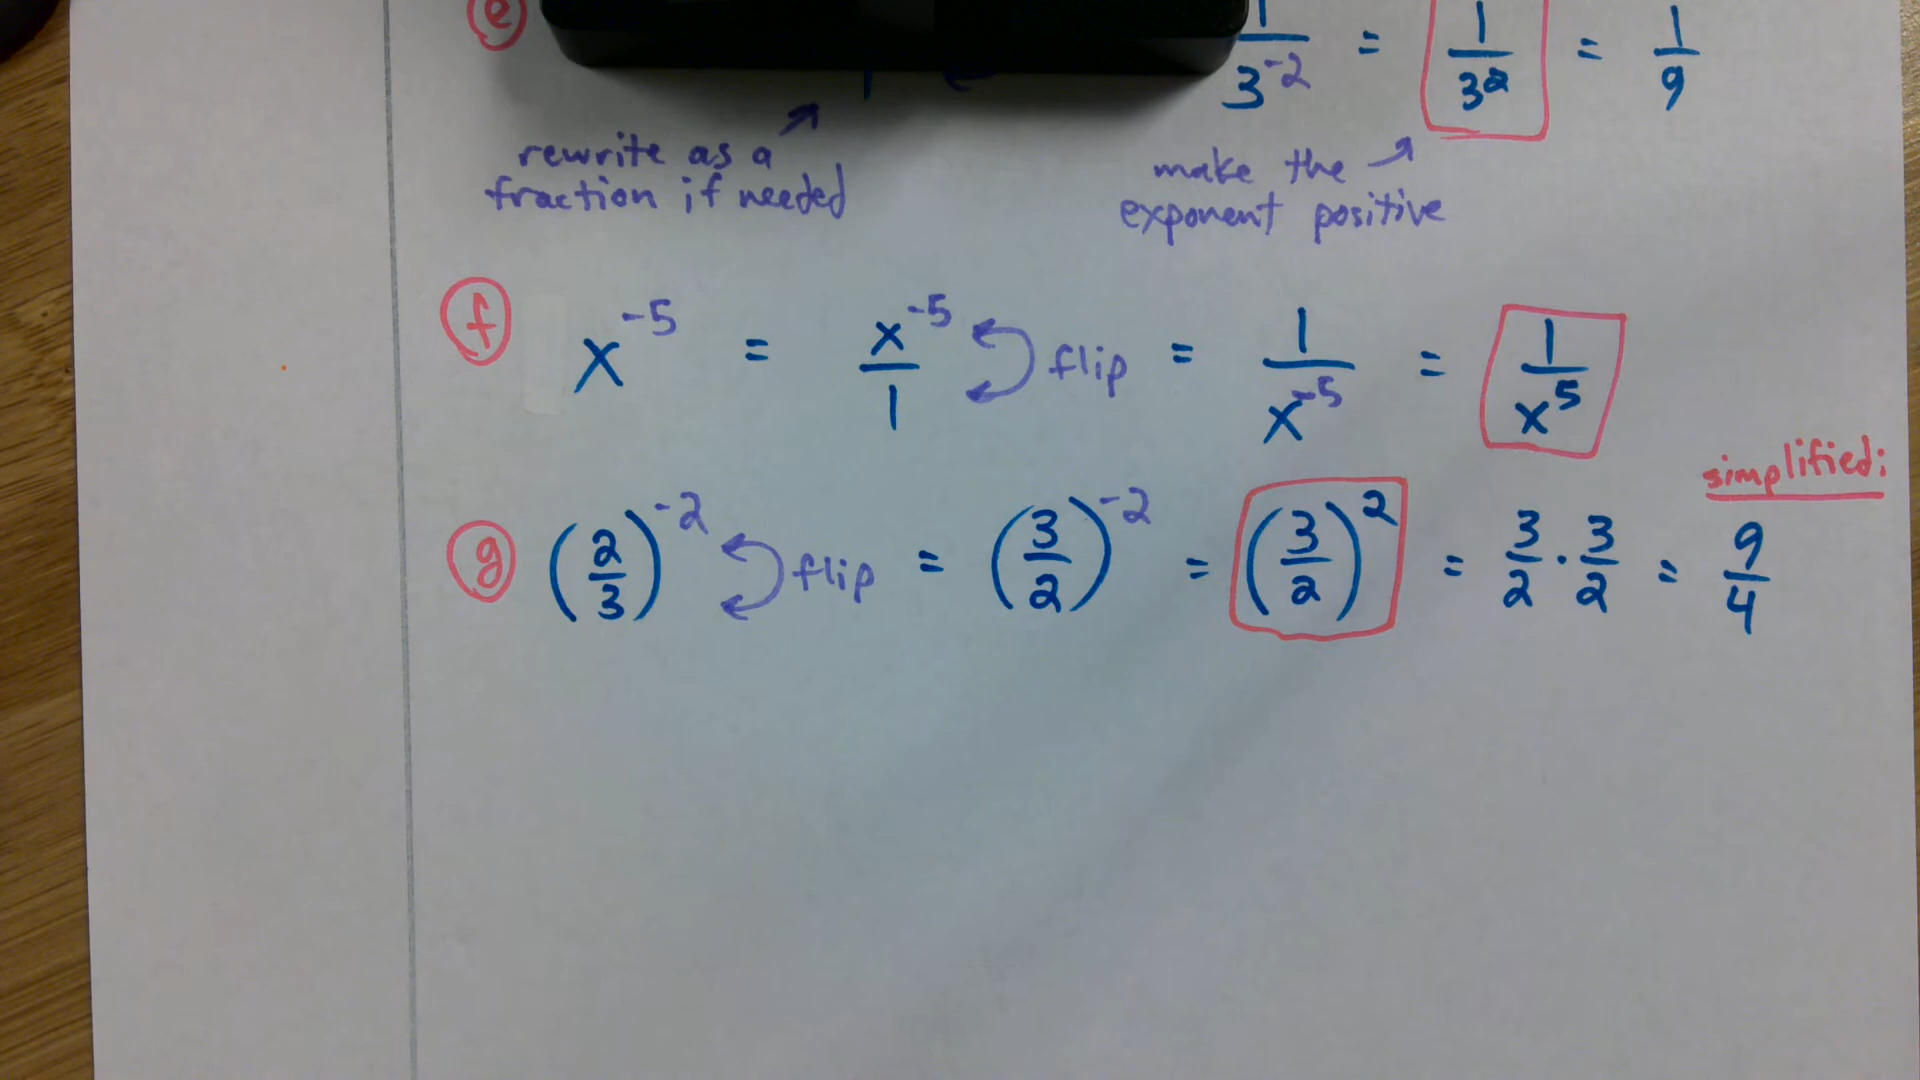 e 1/3^-2 = 1/3^2 = 1/9
rewrite as a
fraction if needed
make the
exponent positive
f x^-5 = x^-5/1 flip = 1/x^-5 = 1/x^5
simplified:
g (2/3)^-2 flip = (3/2)^-2 = (3/2)^2 = 3/2 · 3/2 = 9/4